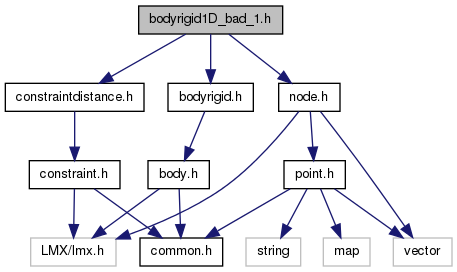 bodyrigid1D_bad_1.h
constraintdistance.h
bodyrigid.h
node.h
constraint.h
body.h
point.h
LMX/lmx.h
common.h
string
map
vector